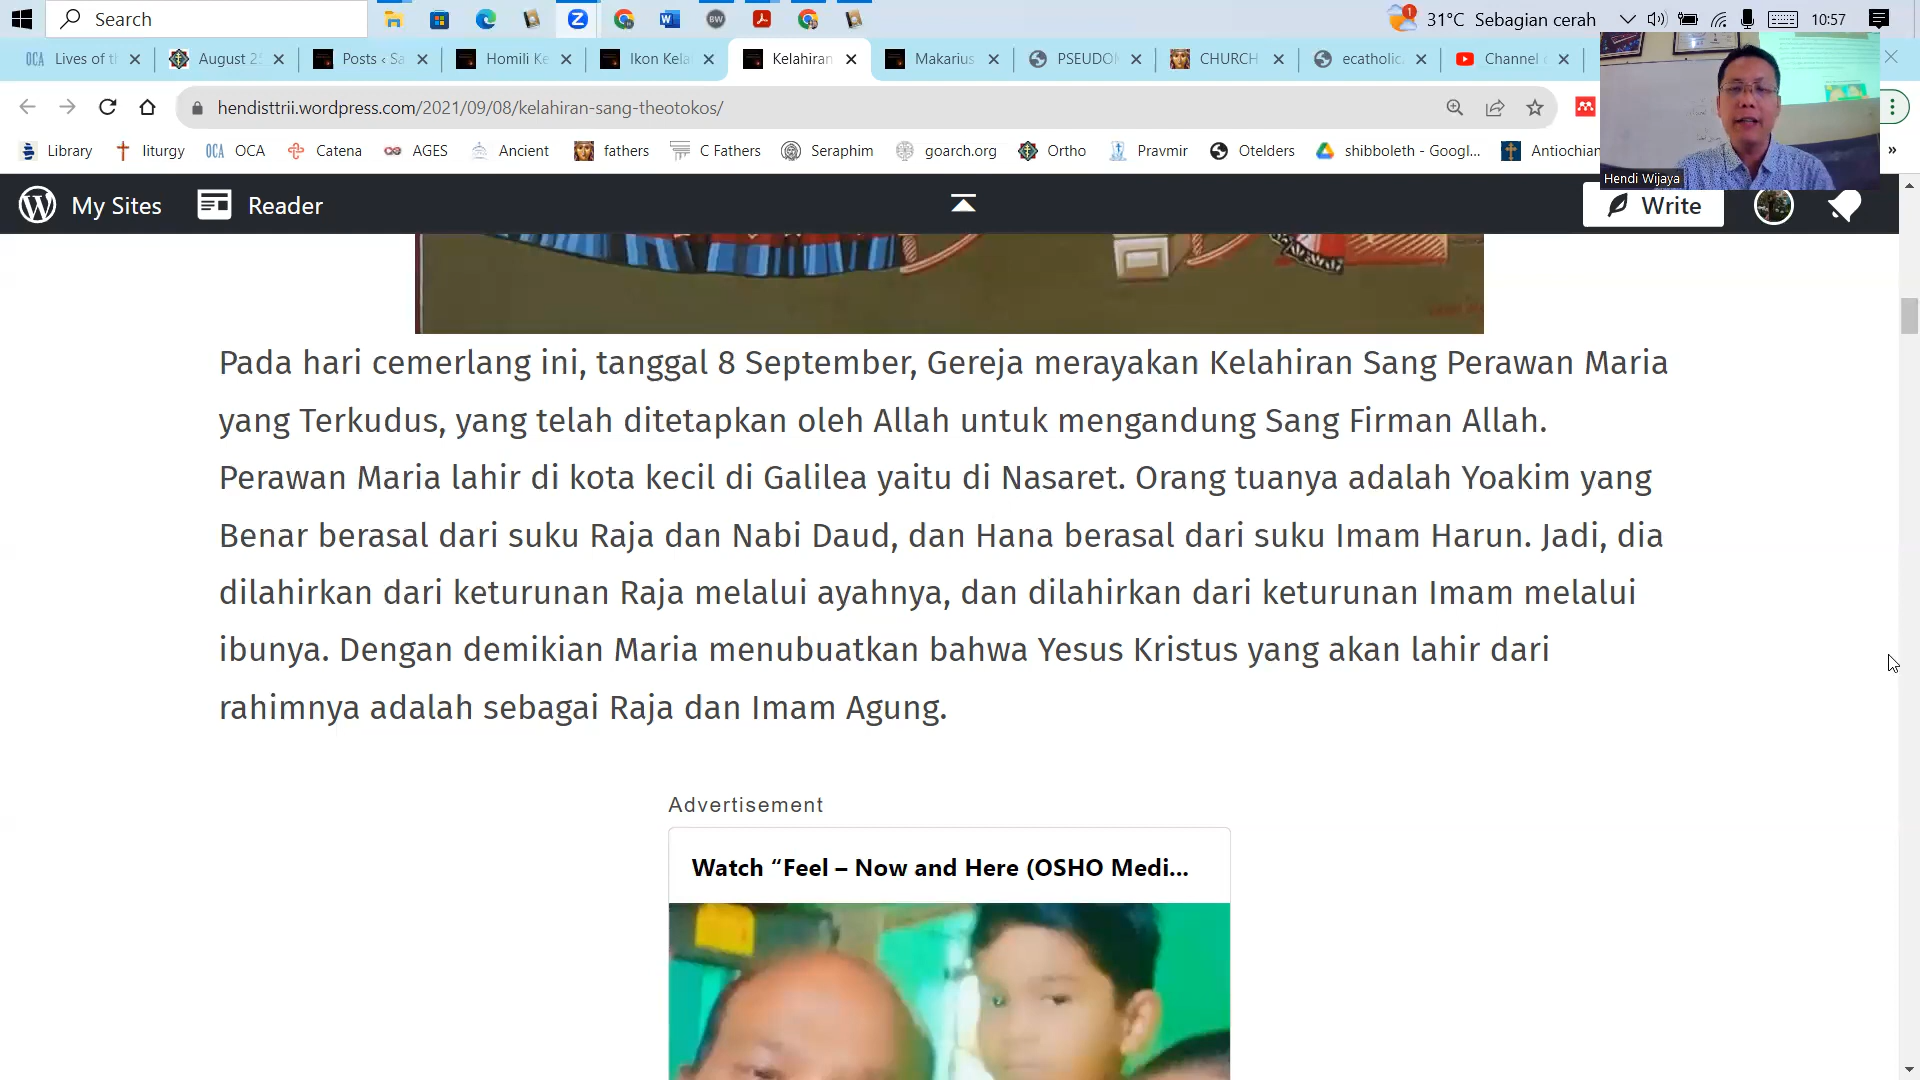 Search
31°C Sebagian cerah
10:57
Lives of t
August 2
Posts ‹ Sa
Homili Ke
Ikon Kela
Kelahiran
Makarius
PSEUDO
CHURCH
ecatholic
Channel
hendisttrii.wordpress.com/2021/09/08/kelahiran-sang-theotokos/
Library
liturgy
OCA OCA
Catena
AGES
Ancient
fathers
C Fathers
Seraphim
goarch.org
Ortho
Pravmir
Otelders
shibboleth - Googl...
Antiochian
»
Hendi Wijaya
My Sites
Reader
Write
Pada hari cemerlang ini, tanggal 8 September, Gereja merayakan Kelahiran Sang Perawan Maria
yang Terkudus, yang telah ditetapkan oleh Allah untuk mengandung Sang Firman Allah.
Perawan Maria lahir di kota kecil di Galilea yaitu di Nasaret. Orang tuanya adalah Yoakim yang
Benar berasal dari suku Raja dan Nabi Daud, dan Hana berasal dari suku Imam Harun. Jadi, dia
dilahirkan dari keturunan Raja melalui ayahnya, dan dilahirkan dari keturunan Imam melalui
ibunya. Dengan demikian Maria menubuatkan bahwa Yesus Kristus yang akan lahir dari
rahimnya adalah sebagai Raja dan Imam Agung.
Advertisement
Watch “Feel – Now and Here (OSHO Medi...